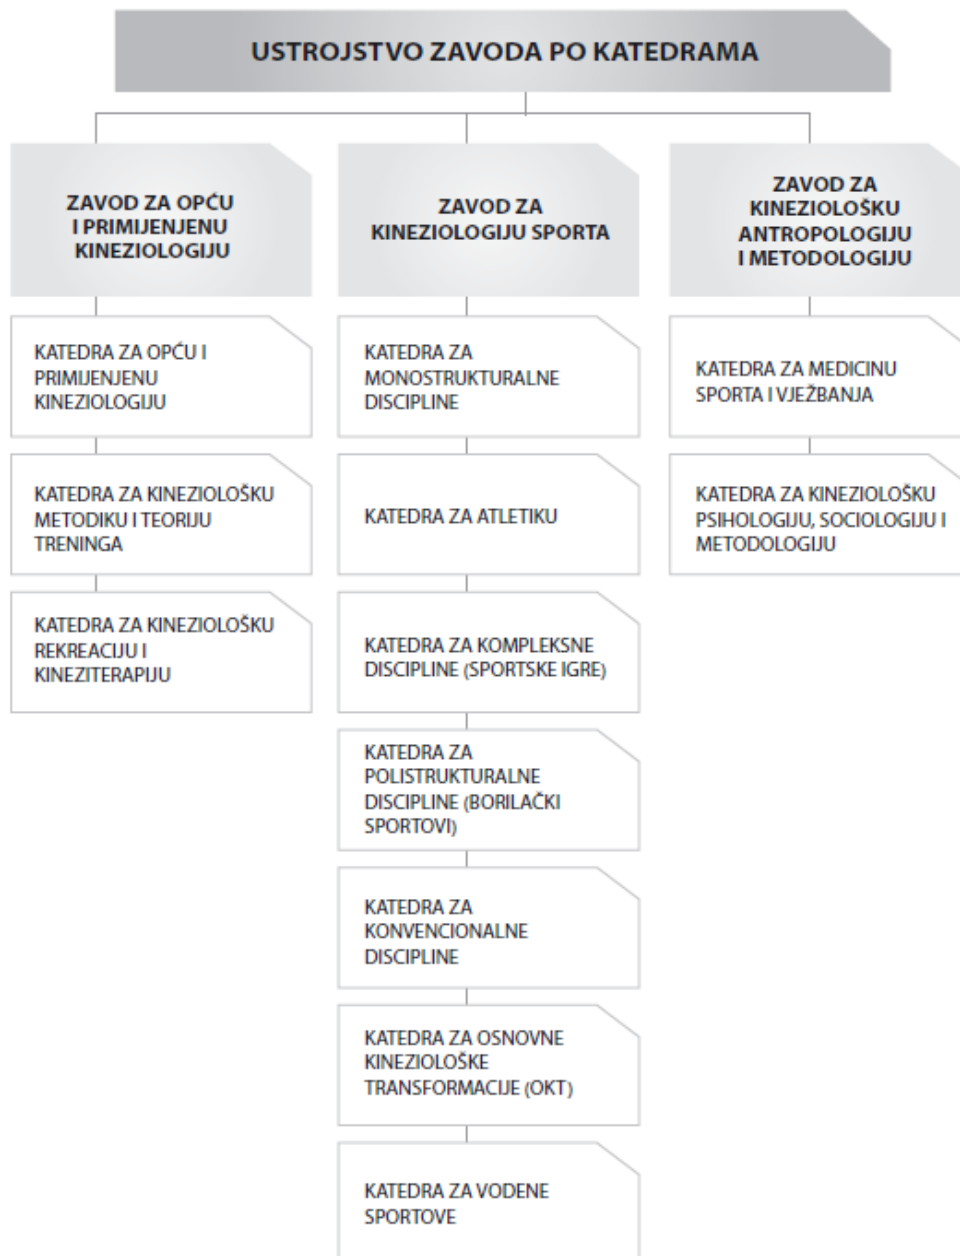 USTROJSTVO ZAVODA PO KATEDRAMA
ZAVOD ZA OPĆU
I PRIMIJENJENU
KINEZIOLOGIJU
KATEDRA ZA OPĆU I
PRIMIJENJENU
KINEZIOLOGIJU
KATEDRA ZA KINEZIOLOŠKU
METODIKU I TEORIJU
TRENINGA
KATEDRA ZA KINEZIOLOŠKU
REKREACIJU I
KINEZITERAPIJU
ZAVOD ZA
KINEZIOLOGIJU SPORTA
KATEDRA ZA
MONOSTRUKTURALNE
DISCIPLINE
KATEDRA ZA ATLETIKU
KATEDRA ZA KOMPLEKSNE
DISCIPLINE (SPORTSKE IGRE)
KATEDRA ZA
POLISTRUKTURALNE
DISCIPLINE (BORILAČKI
SPORTOVI)
KATEDRA ZA
KONVENCIONALNE
DISCIPLINE
KATEDRA ZA OSNOVNE
KINEZIOLOŠKE
TRANSFORMACIJE (OKT)
KATEDRA ZA VODENE
SPORTOVE
ZAVOD ZA
KINEZIOLOŠKU
ANTROPOLOGIJU
I METODOLOGIJU
KATEDRA ZA MEDICINU
SPORTA I VJEŽBANJA
KATEDRA ZA KINEZIOLOŠKU
PSIHOLOGIJU, SOCIOLOGIJU I
METODOLOGIJU